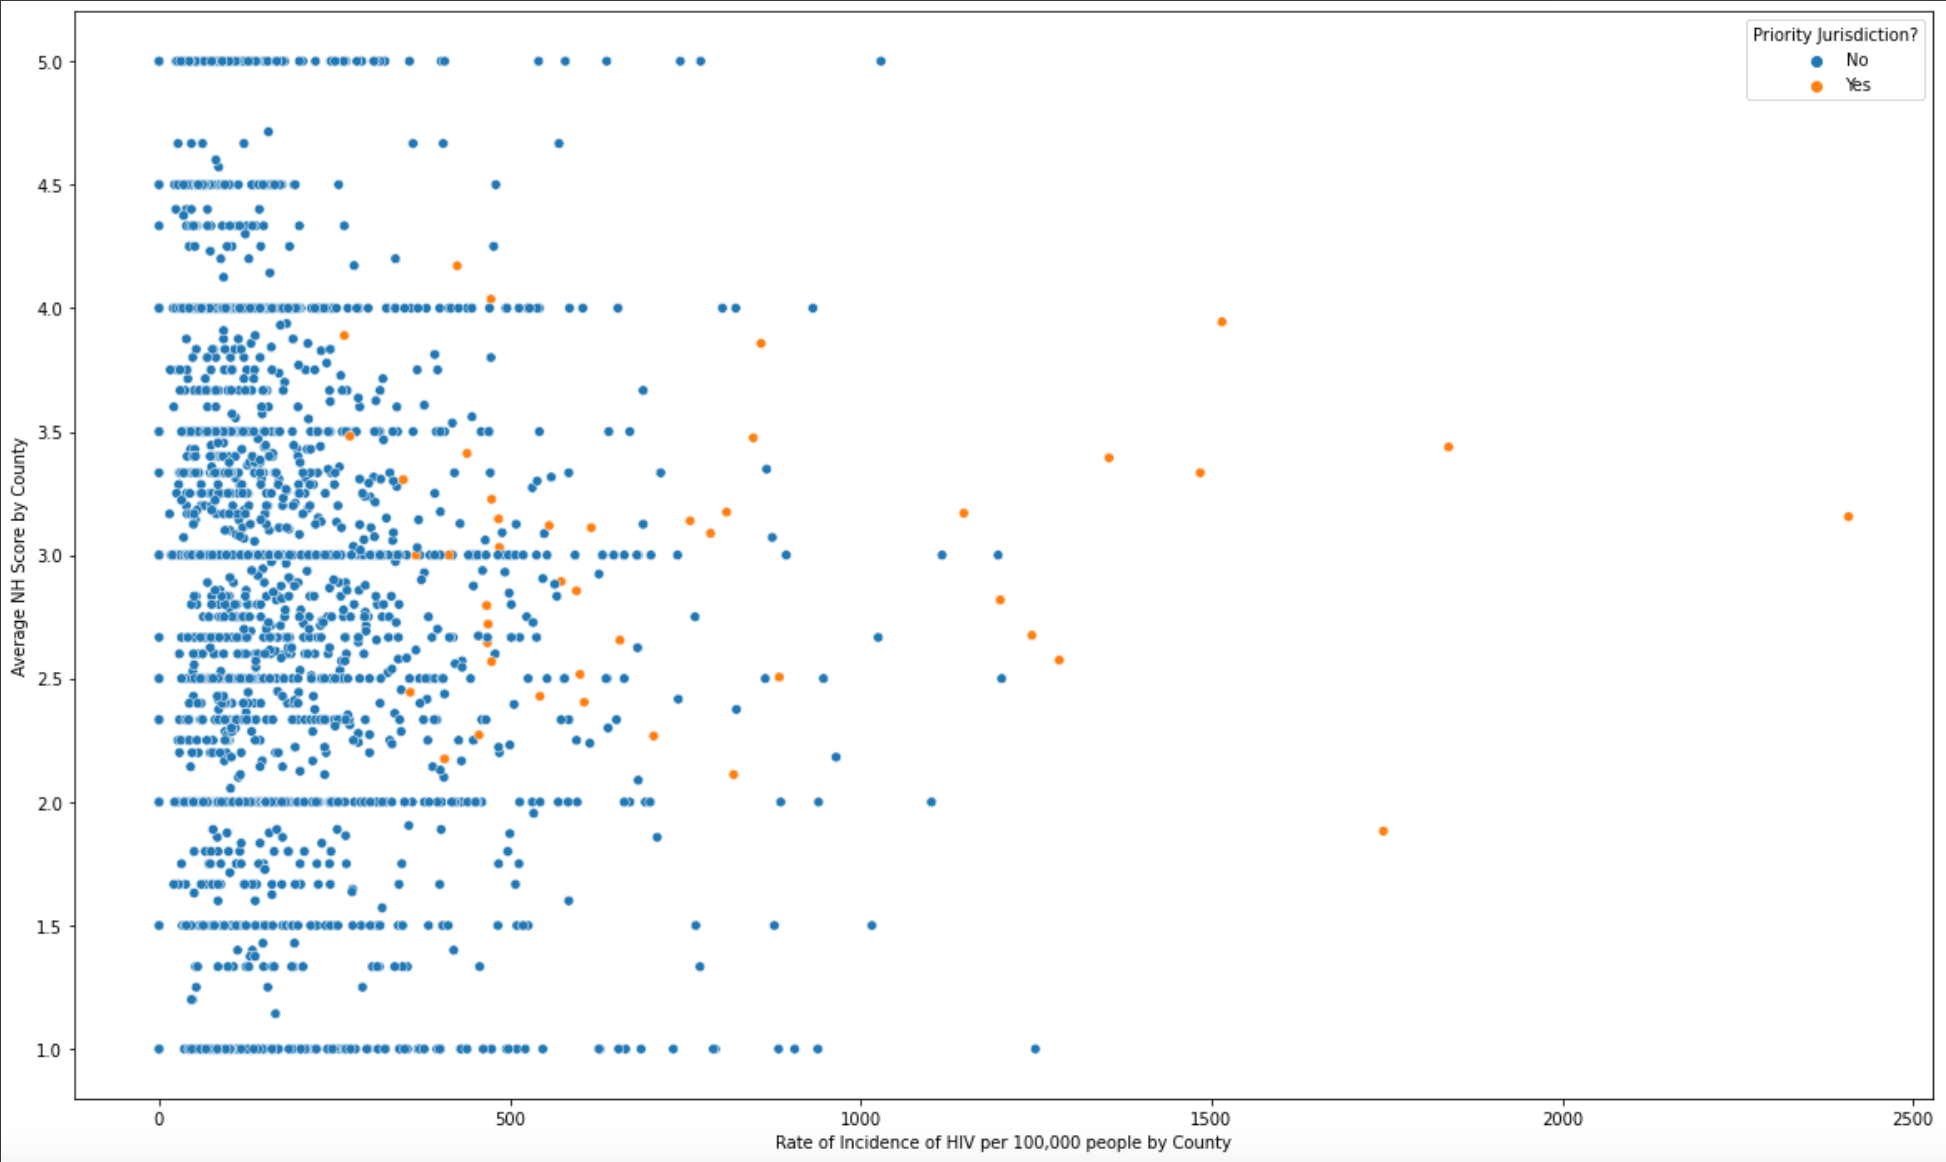 Priority Jurisdiction?
No
Yes
5.0
4.5
4.0
3.5
3.0
2.5
2.0
1.5
1.0
Average NH Score by County
0 500 1000 1500 2000 2500
Rate of Incidence of HIV per 100,000 people by County